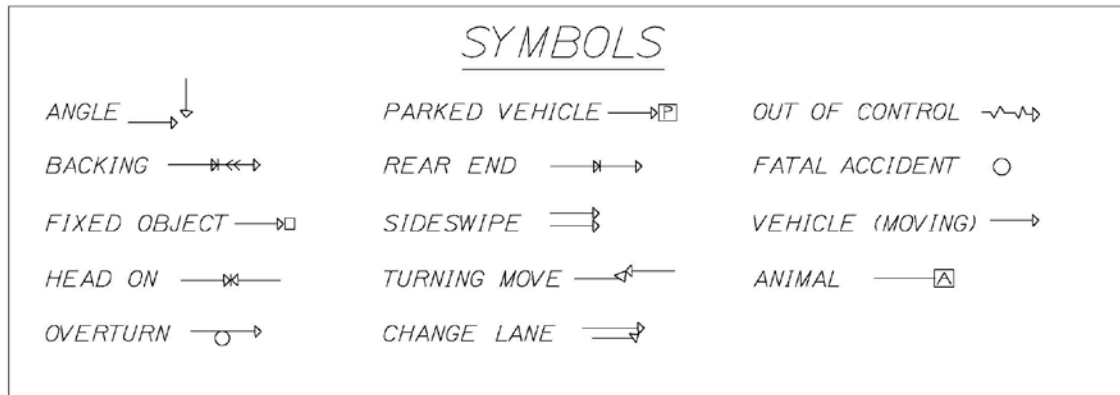 SYMBOLS
ANGLE
PARKED VEHICLE P
OUT OF CONTROL
BACKING
REAR END
FATAL ACCIDENT
FIXED OBJECT
SIDESWIPE
VEHICLE (MOVING)
HEAD ON
TURNING MOVE
ANIMAL A
OVERTURN
CHANGE LANE